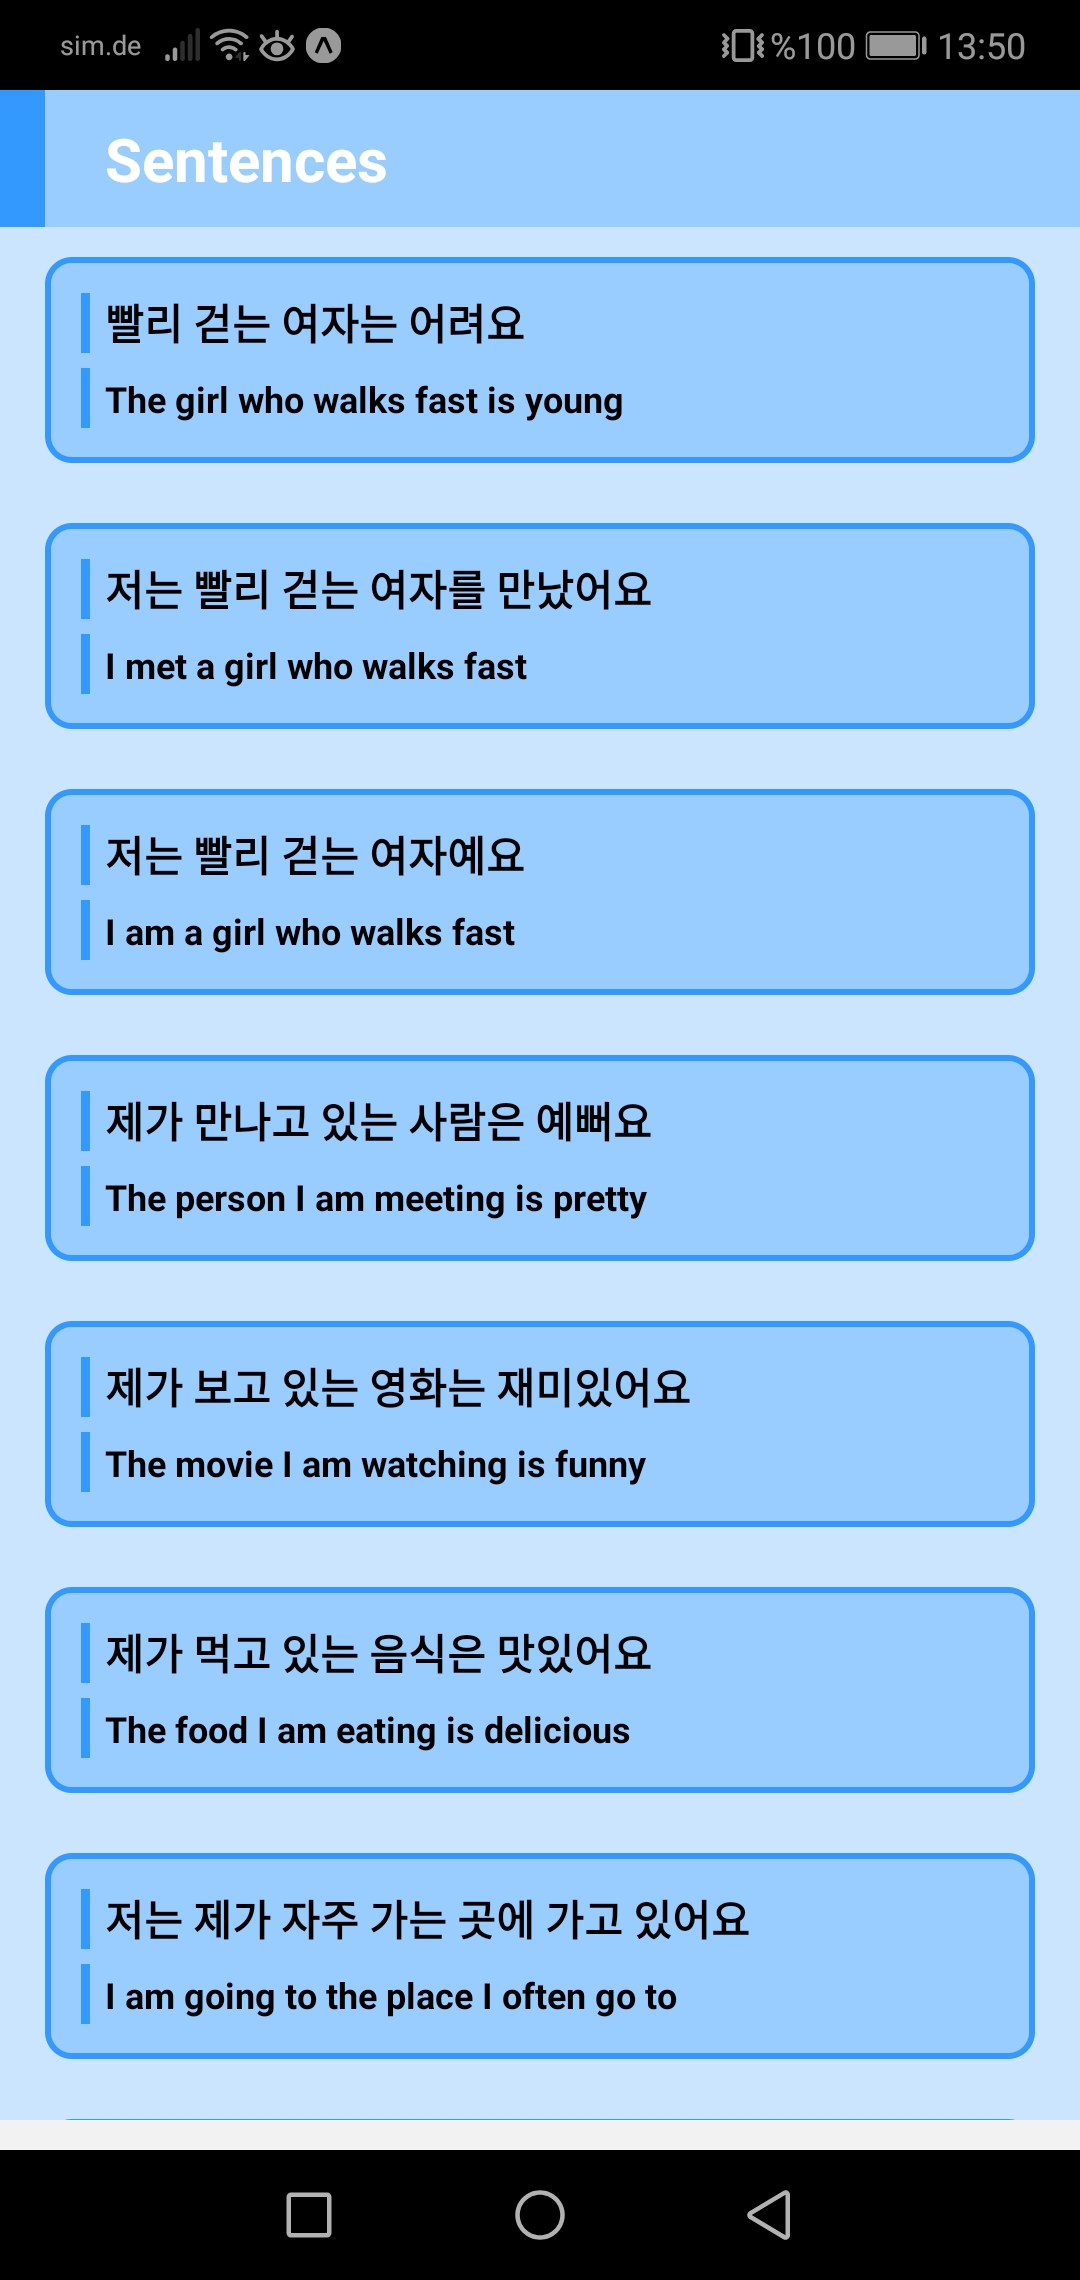 sim.de %100 13:50
Sentences
빨리 걷는 여자는 어려요
The girl who walks fast is young
저는 빨리 걷는 여자를 만났어요
I met a girl who walks fast
저는 빨리 걷는 여자예요
I am a girl who walks fast
제가 만나고 있는 사람은 예뻐요
The person I am meeting is pretty
제가 보고 있는 영화는 재미있어요
The movie I am watching is funny
제가 먹고 있는 음식은 맛있어요
The food I am eating is delicious
저는 제가 자주 가는 곳에 가고 있어요
I am going to the place I often go to